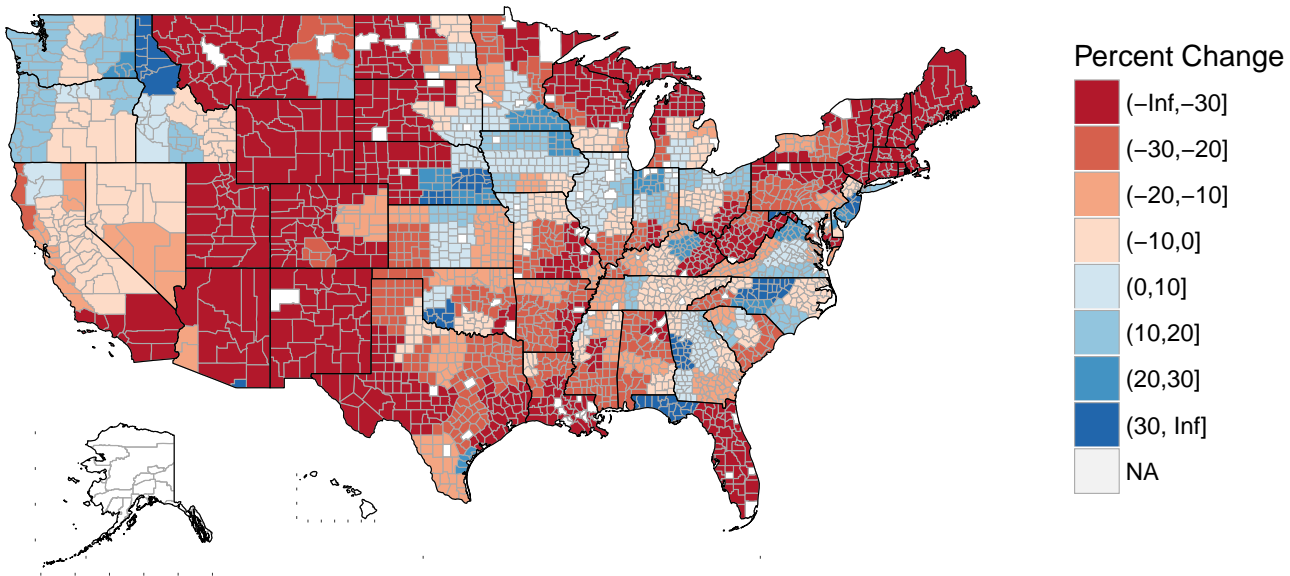 Percent Change
(−Inf,−30]
(−30,−20]
(−20,−10]
(−10,0]
(0,10]
(10,20]
(20,30]
(30, Inf]
NA